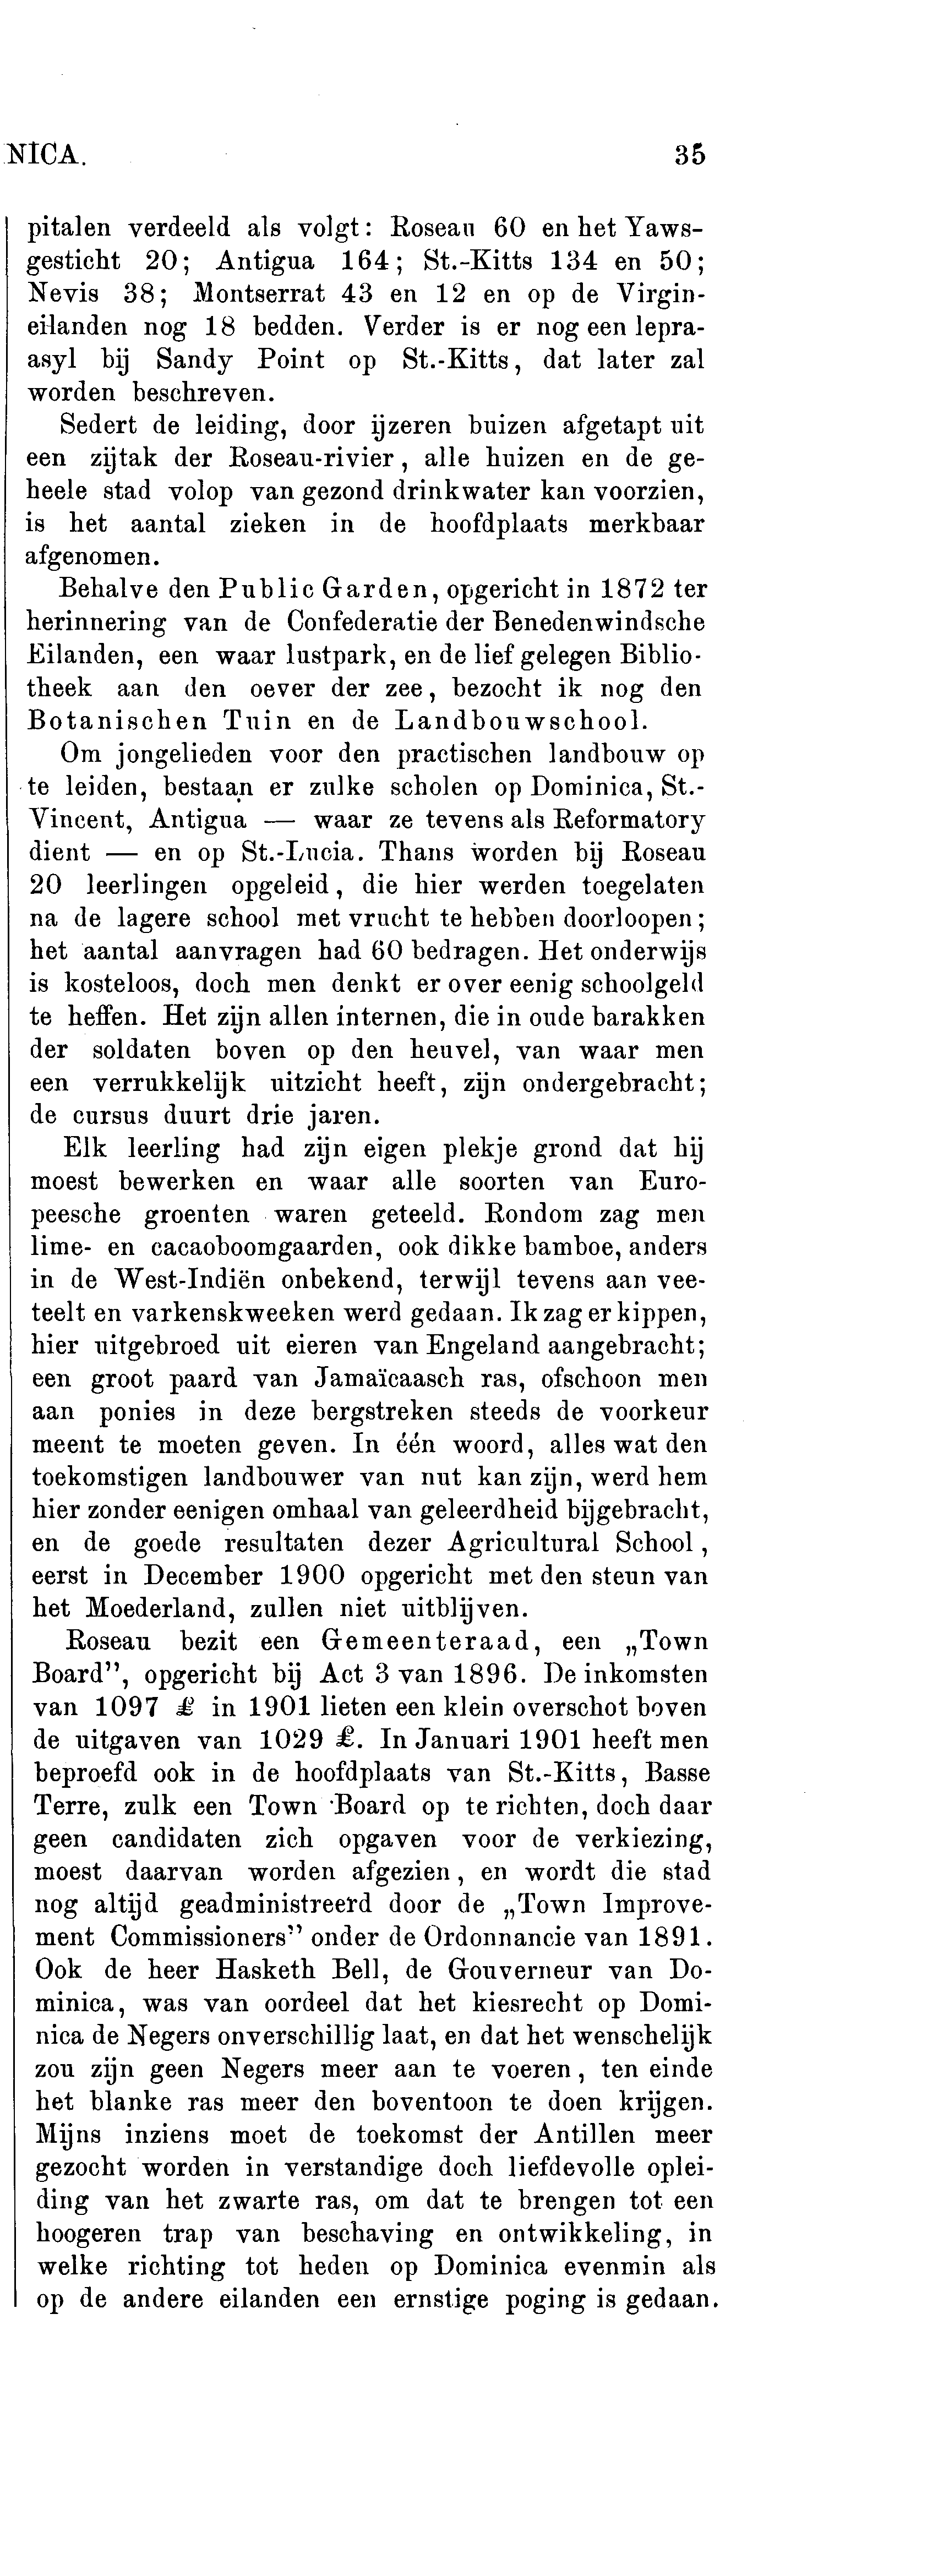 NICA. 35
pitalen verdeeld als volgt: Roseau 60 en het Yaws-
gesticht 20; Antigua 164; St.-Kitts 134 en 50;
Nevis 38; Montserrat 43 en 12 en op de Virgin-
eilanden nog 18 bedden. Verder is er nog een lepra-
asyl bij Sandy Point op St.-Kitts, dat later zal
worden beschreven.
Sedert de leiding, door ijzeren buizen afgetapt uit
een zijtak der Roseau-rivier, alle huizen en de ge-
heele stad volop van gezond drinkwater kan voorzien,
is het aantal zieken in de hoofdplaats merkbaar
afgenomen.
Behalve den Public Garden, opgericht in 1872 ter
herinnering van de Confederatie der Benedenwindsche
Eilanden, een waar lustpark, en de lief gelegen Biblio-
theek aan den oever der zee, bezocht ik nog den
Botanischen Tuin en de Landbouwschool.
Om jongelieden voor den practischen landbouw op
te leiden, bestaan er zulke scholen op Dominica, St.-
Vincent, Antigua — waar ze tevens als Reformatory
dient — en op St.-Lucia. Thans worden bij Roseau
20 leerlingen opgeleid, die hier werden toegelaten
na de lagere school met vrucht te hebben doorloopen;
het aantal aanvragen had 60 bedragen. Het onderwijs
is kosteloos, doch men denkt er over eenig schoolgeld
te heffen. Het zijn allen internen, die in oude barakken
der soldaten boven op den heuvel, van waar men
een verrukkelijk uitzicht heeft, zijn ondergebracht;
de cursus duurt drie jaren.
Elk leerling had zijn eigen plekje grond dat hij
moest bewerken en waar alle soorten van Euro-
peesche groenten waren geteeld. Rondom zag men
lime- en cacaoboomgaarden, ook dikke bamboe, anders
in de West-Indiën onbekend, terwijl tevens aan vee-
teelt en varkenskweeken werd gedaan. Ik zag er kippen,
hier uitgebroed uit eieren van Engeland aangebracht;
een groot paard van Jamaïcaasch ras, ofschoon men
aan ponies in deze bergstreken steeds de voorkeur
meent te moeten geven. In één woord, alles wat den
toekomstigen landbouwer van nut kan zijn, werd hem
hier zonder eenigen omhaal van geleerdheid bijgebracht,
en de goede resultaten dezer Agricultural School,
eerst in December 1900 opgericht met den steun van
het Moederland, zullen niet uitblijven.
Roseau bezit een Gemeenteraad, een „Town
Board”, opgericht bij Act 3 van 1896. De inkomsten
van 1097 £ in 1901 lieten een klein overschot boven
de uitgaven van 1029 £. In Januari 1901 heeft men
beproefd ook in de hoofdplaats van St.-Kitts, Basse
Terre, zulk een Town Board op te richten, doch daar
geen candidaten zich opgaven voor de verkiezing,
moest daarvan worden afgezien, en wordt die stad
nog altijd geadministreerd door de „Town Improve-
ment Commissioners” onder de Ordonnancie van 1891.
Ook de heer Hasketh Bell, de Gouverneur van Do-
minica, was van oordeel dat het kiesrecht op Domi-
nica de Negers onverschillig laat, en dat het wenschelijk
zou zijn geen Negers meer aan te voeren, ten einde
het blanke ras meer den boventoon te doen krijgen.
Mijns inziens moet de toekomst der Antillen meer
gezocht worden in verstandige doch liefdevolle oplei-
ding van het zwarte ras, om dat te brengen tot een
hoogeren trap van beschaving en ontwikkeling, in
welke richting tot heden op Dominica evenmin als
op de andere eilanden een ernstige poging is gedaan.